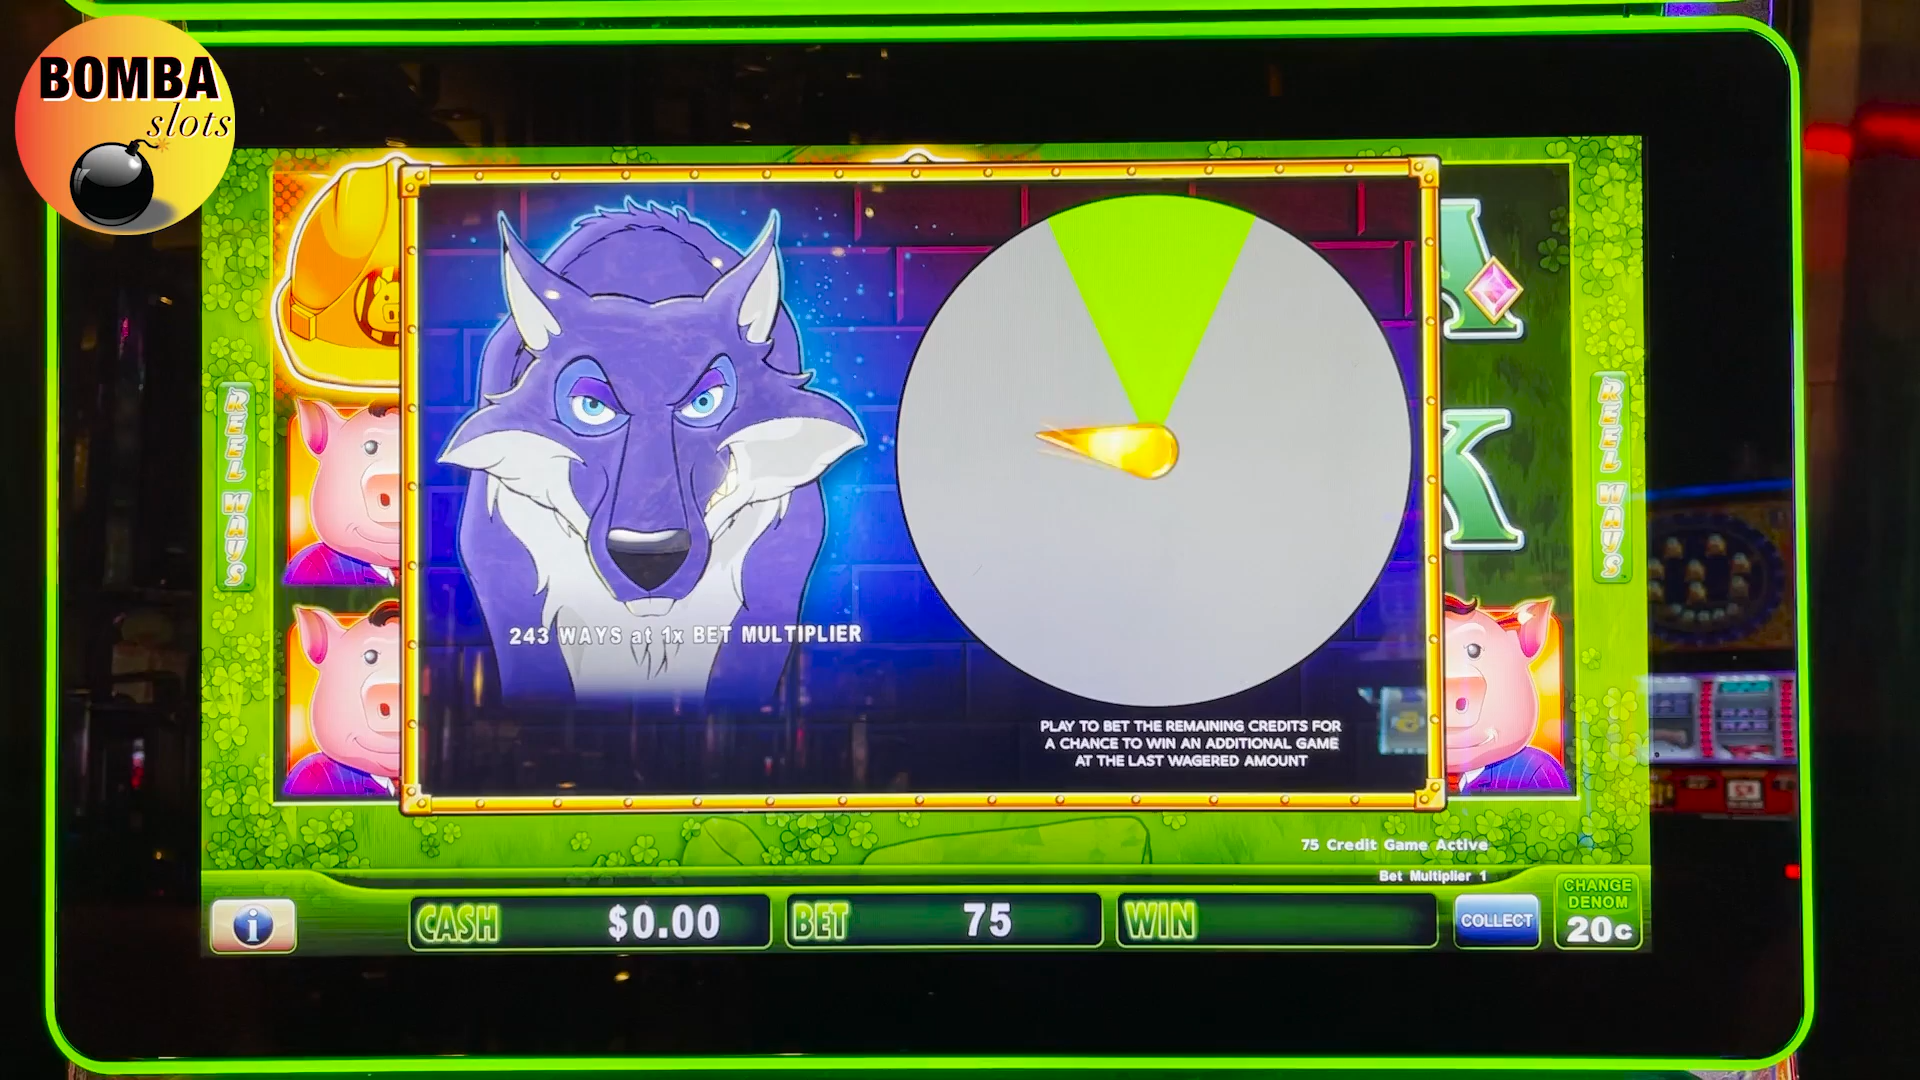 BOMBA
slots
REEL WAYS
A
K
REEL WAYS
243 WAYS at 1x BET MULTIPLIER
PLAY TO BET THE REMAINING CREDITS FOR
A CHANCE TO WIN AN ADDITIONAL GAME
AT THE LAST WAGERED AMOUNT
75 Credit Game Active
Bet Multiplier 1
i
CASH $0.00
BET 75
WIN
COLLECT
CHANGE
DENOM
20c